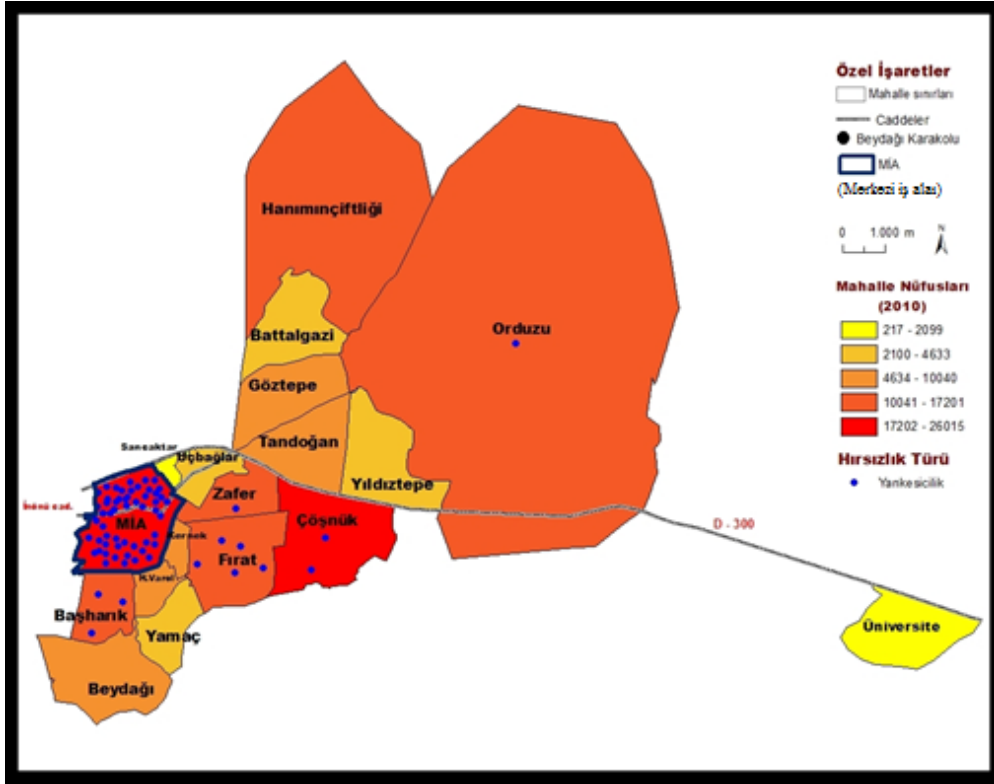 Özel İşaretler
Mahalle sınırları
Caddeler
Beydağı Karakolu
MİA
(Merkezi iş alanı)
0 1.000 m
N
Mahalle Nüfusları
(2010)
217 - 2099
2100 - 4633
4634 - 10040
10041 - 17201
17202 - 26015
Hırsızlık Türü
Yankesicilik
Hanımınçiftliği
Orduzu
Battalgazi
Göztepe
Tandoğan
Sancaktar
Üçbağlar
Yıldıztepe
Zafer
İnönü cad.
MİA
Çöşnük
D - 300
Kernek
Fırat
Başharık
Yamaç
Üniversite
Beydağı